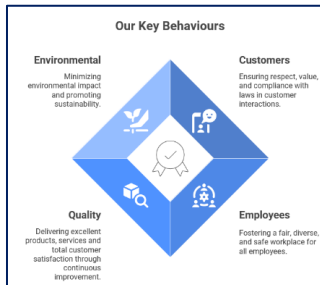 Our Key Behaviours
Environmental
Minimizing
environmental impact
and promoting
sustainability.
Customers
Ensuring respect, value,
and compliance with
laws in customer
interactions.
Quality
Delivering excellent
products, services and
total customer
satisfaction through
continuous
improvement.
Employees
Fostering a fair, diverse,
and safe workplace for
all employees.